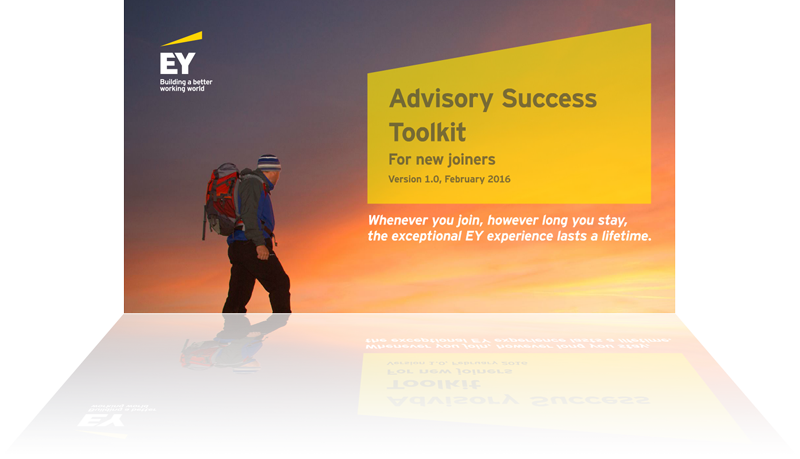 EY
Building a better
working world
Advisory Success
Toolkit
For new joiners
Version 1.0, February 2016
Whenever you join, however long you stay,
the exceptional EY experience lasts a lifetime.